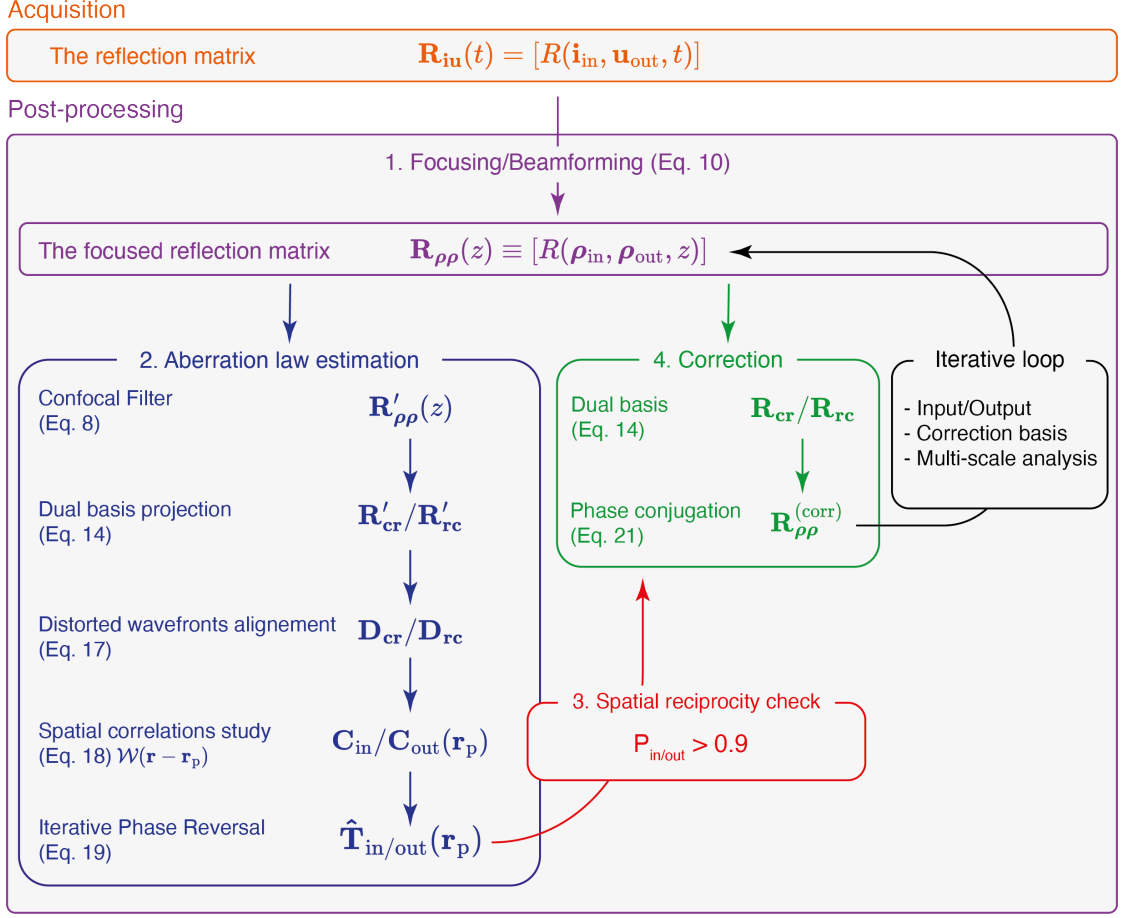 Acquisition
The reflection matrix R_iu(t) = [R(i_in, u_out, t)]
Post-processing
1. Focusing/Beamforming (Eq. 10)
The focused reflection matrix R_ρρ(z) ≡ [R(ρ_in, ρ_out, z)]
2. Aberration law estimation
Confocal Filter
(Eq. 8)
R′_ρρ(z)
Dual basis projection
(Eq. 14)
R′_cr/R′_rc
Distorted wavefronts alignement
(Eq. 17)
D_cr/D_rc
Spatial correlations study
(Eq. 18) 𝒲(r − r_p)
C_in/C_out(r_p)
Iterative Phase Reversal
(Eq. 19)
T̂_in/out(r_p)
3. Spatial reciprocity check
P_in/out > 0.9
4. Correction
Dual basis
(Eq. 14)
R_cr/R_rc
Phase conjugation
(Eq. 21)
R_ρρ^(corr)
Iterative loop
- Input/Output
- Correction basis
- Multi-scale analysis